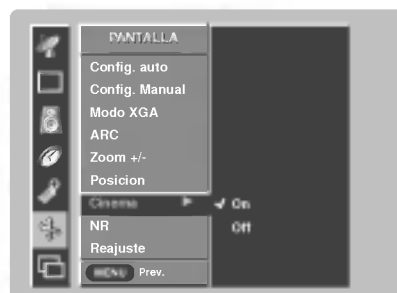 PANTALLA
Config. auto
Config. Manual
Modo XGA
ARC
Zoom +/-
Posicion
Cinema
On
Off
NR
Reajuste
MENU Prev.